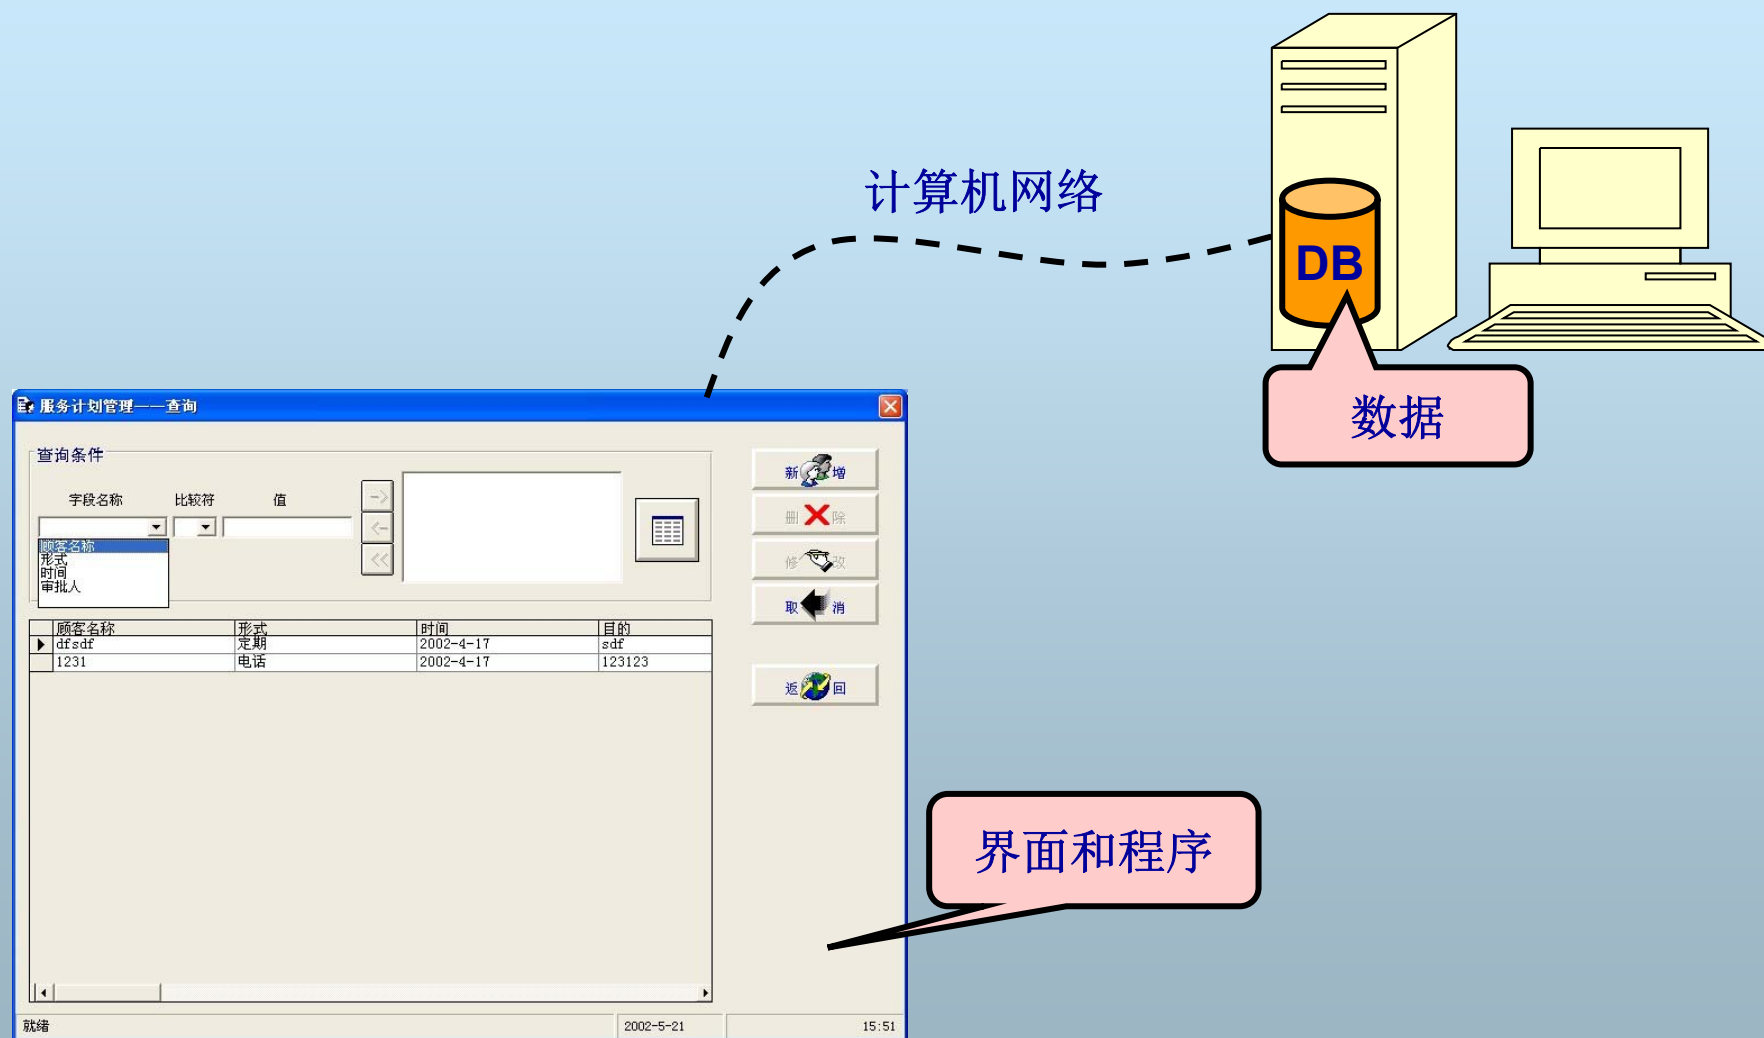 计算机网络
DB
数据
服务计划管理——查询
查询条件
字段名称 比较符 值
->
<-
<<
顾客名称
形式
时间
审批人
新增
删除
修改
取消
返回
顾客名称 形式 时间 目的
dfsdf 定期 2002-4-17 sdf
1231 电话 2002-4-17 123123
界面和程序
就绪 2002-5-21 15:51